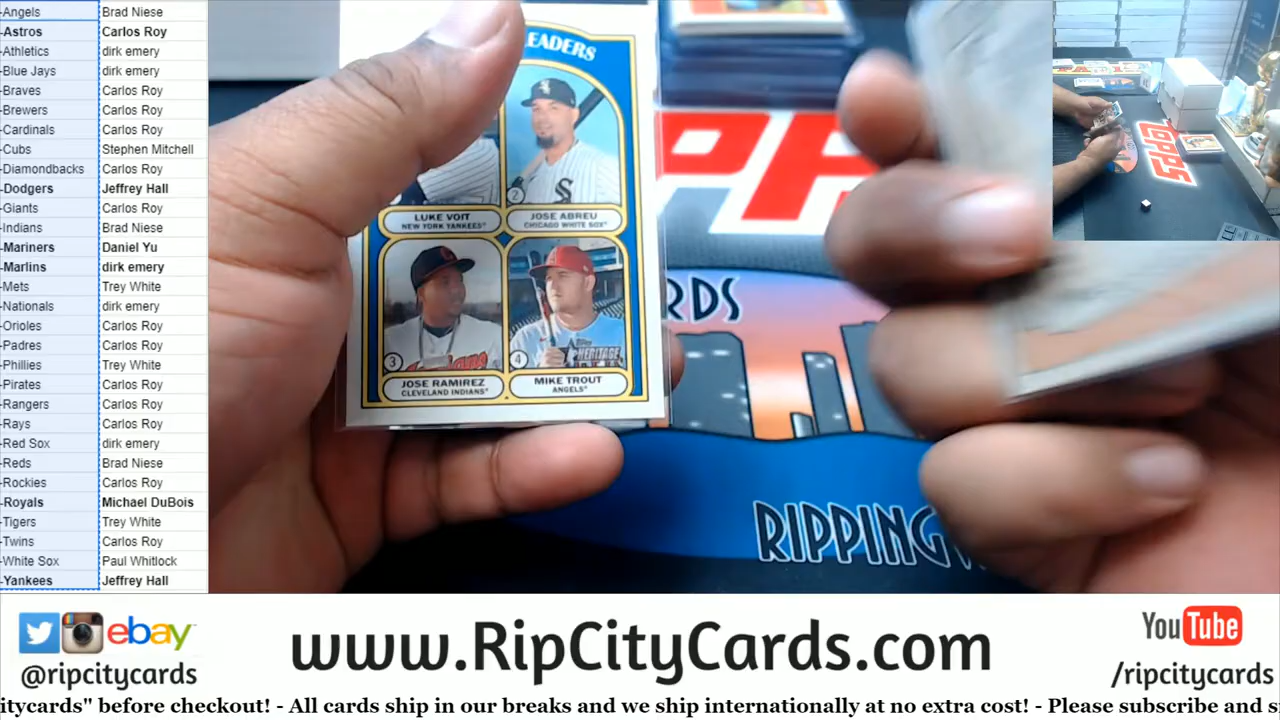 -Angels Brad Niese
-Astros Carlos Roy
-Athletics dirk emery
-Blue Jays dirk emery
-Braves Carlos Roy
-Brewers Carlos Roy
-Cardinals Carlos Roy
-Cubs Stephen Mitchell
-Diamondbacks Carlos Roy
-Dodgers Jeffrey Hall
-Giants Carlos Roy
-Indians Brad Niese
-Mariners Daniel Yu
-Marlins dirk emery
-Mets Trey White
-Nationals dirk emery
-Orioles Carlos Roy
-Padres Carlos Roy
-Phillies Trey White
-Pirates Carlos Roy
-Rangers Carlos Roy
-Rays Carlos Roy
-Red Sox dirk emery
-Reds Brad Niese
-Rockies Carlos Roy
-Royals Michael DuBois
-Tigers Trey White
-Twins Carlos Roy
-White Sox Paul Whitlock
-Yankees Jeffrey Hall
LEADERS
2
LUKE VOIT JOSE ABREU
NEW YORK YANKEES® CHICAGO WHITE SOX®
3 4
topps
HERITAGE
JOSE RAMIREZ MIKE TROUT
CLEVELAND INDIANS® ANGELS®
TOPPS
RDS
RIPPING
ebay
@ripcitycards
www.RipCityCards.com
YouTube
/ripcitycards
itycards" before checkout! - All cards ship in our breaks and we ship internationally at no extra cost! - Please subscribe and s